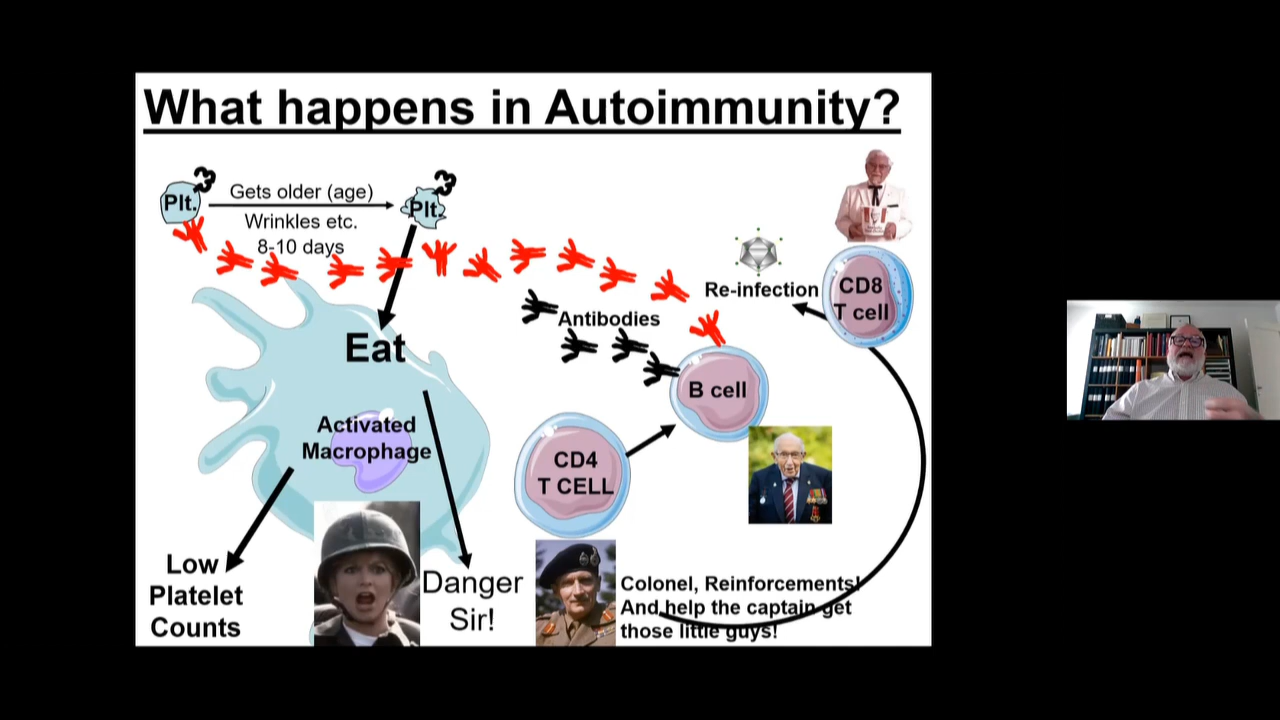 What happens in Autoimmunity?
Plt.
Gets older (age)
Wrinkles etc.
8-10 days
Plt.
Re-infection
CD8
T cell
Antibodies
Eat
B cell
Activated
Macrophage
CD4
T CELL
Low
Platelet
Counts
Danger
Sir!
Colonel, Reinforcements!
And help the captain get
those little guys!